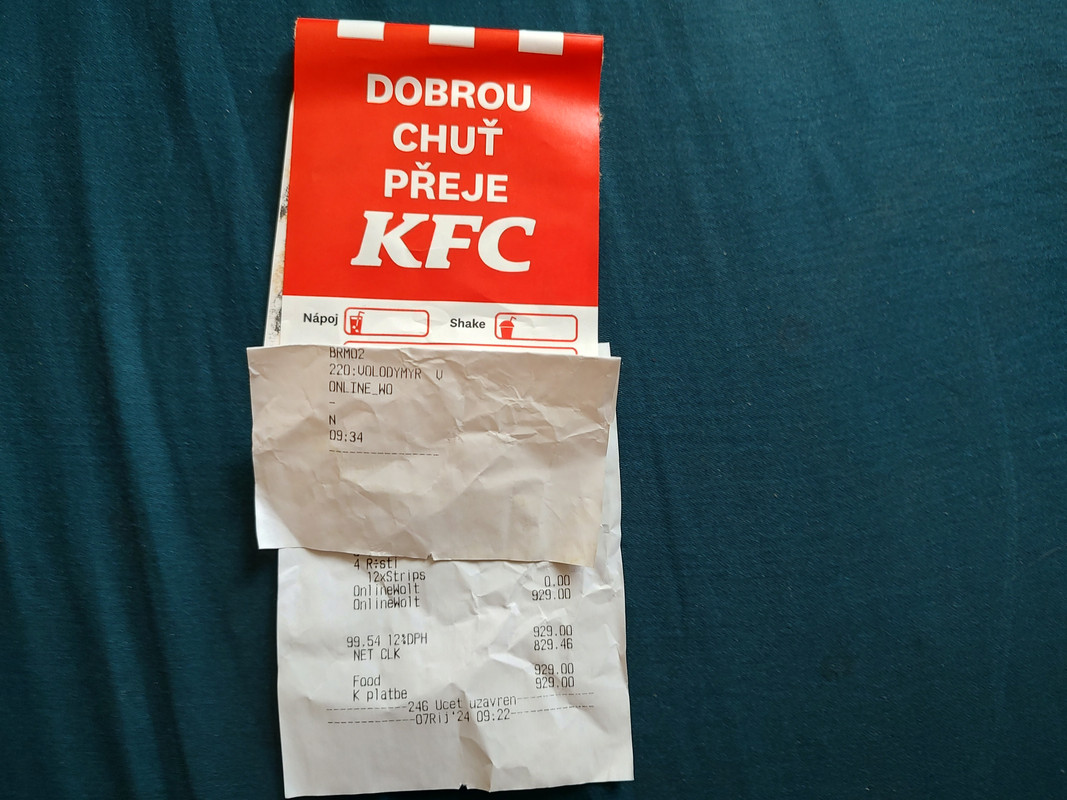 DOBROU
CHUŤ
PŘEJE
KFC
Nápoj Shake
BRM02
220:VOLODYMYR V
ONLINE_WO
-
N
09:34
4 R÷stl
12xStrips
OnlineWolt 0.00
OnlineWolt 929.00
99.54 12%DPH 929.00
NET CLK 829.46
Food 929.00
K platbe 929.00
246 Ucet uzavren
07Rij'24 09:22